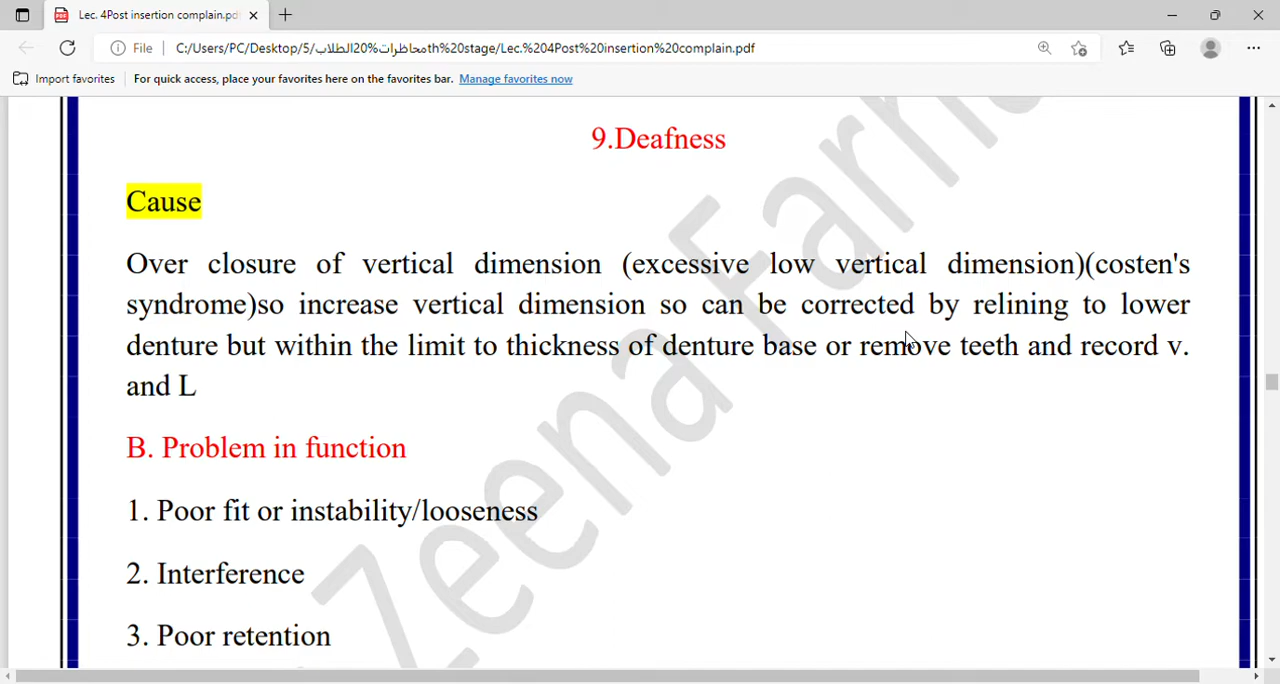 Lec. 4Post insertion complain.pd
File
C:/Users/PC/Desktop/5/محاظرات%20الطلاب/th%20stage/Lec.%204Post%20insertion%20complain.pdf
Import favorites
For quick access, place your favorites here on the favorites bar. Manage favorites now
9.Deafness
Cause
Over closure of vertical dimension (excessive low vertical dimension)(costen's
syndrome)so increase vertical dimension so can be corrected by relining to lower
denture but within the limit to thickness of denture base or remove teeth and record v.
and L
B. Problem in function
1. Poor fit or instability/looseness
2. Interference
3. Poor retention
Zeena